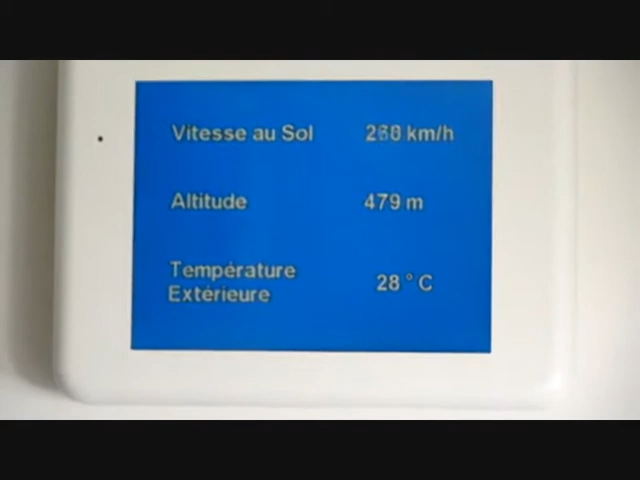 Vitesse au Sol km/h
Altitude 479 m
Température
Extérieure 28 ° C